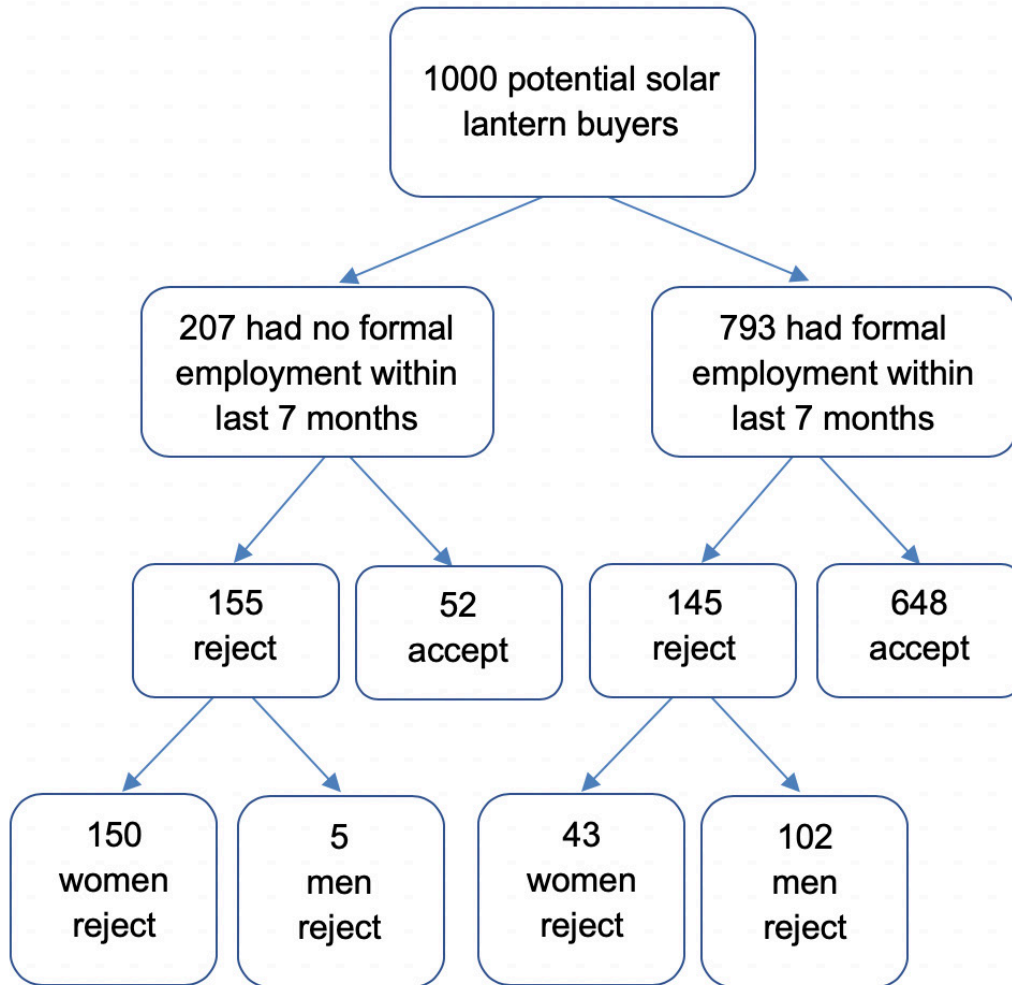 1000 potential solar
lantern buyers
207 had no formal
employment within
last 7 months
793 had formal
employment within
last 7 months
155
reject
52
accept
145
reject
648
accept
150
women
reject
5
men
reject
43
women
reject
102
men
reject